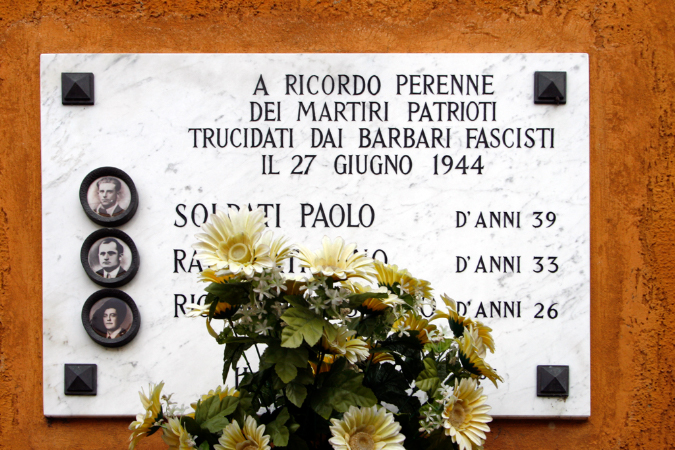 A RICORDO PERENNE
DEI MARTIRI PATRIOTI
TRUCIDATI DAI BARBARI FASCISTI
IL 27 GIUGNO 1944
SOLDATI PAOLO D'ANNI 39
D'ANNI 33
D'ANNI 26